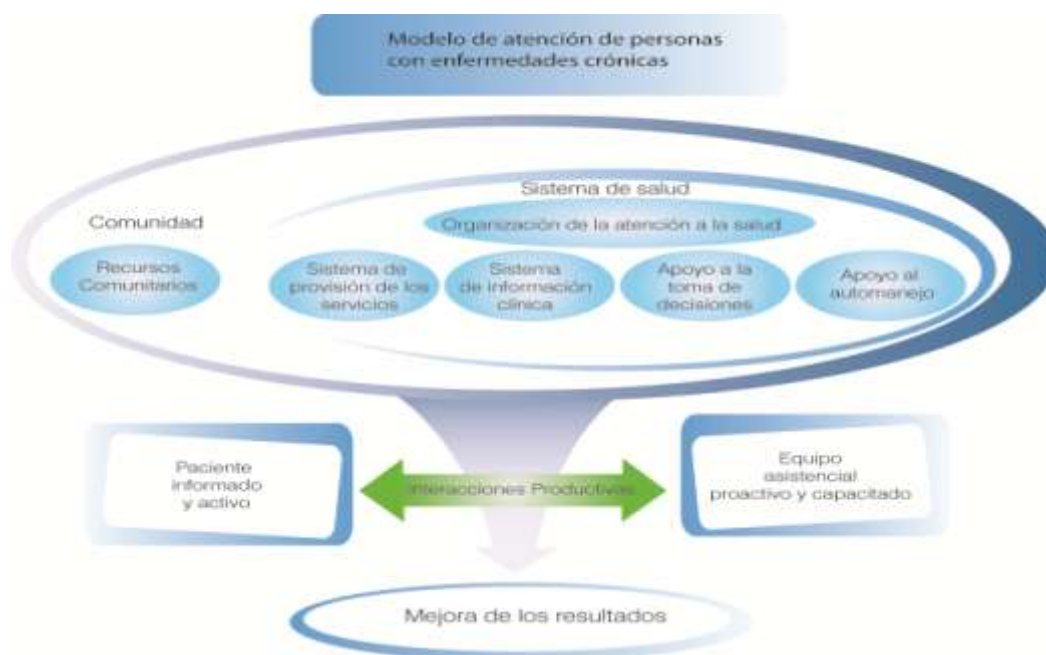 Modelo de atención de personas
con enfermedades crónicas
Sistema de salud
Comunidad
Organización de la atención a la salud
Recursos
Comunitarios
Sistema de
provisión de los
servicios
Sistema
de información
clínica
Apoyo a la
toma de
decisiones
Apoyo al
automanejo
Paciente
informado
y activo
Interacciones Productivas
Equipo
asistencial
proactivo y capacitado
Mejora de los resultados